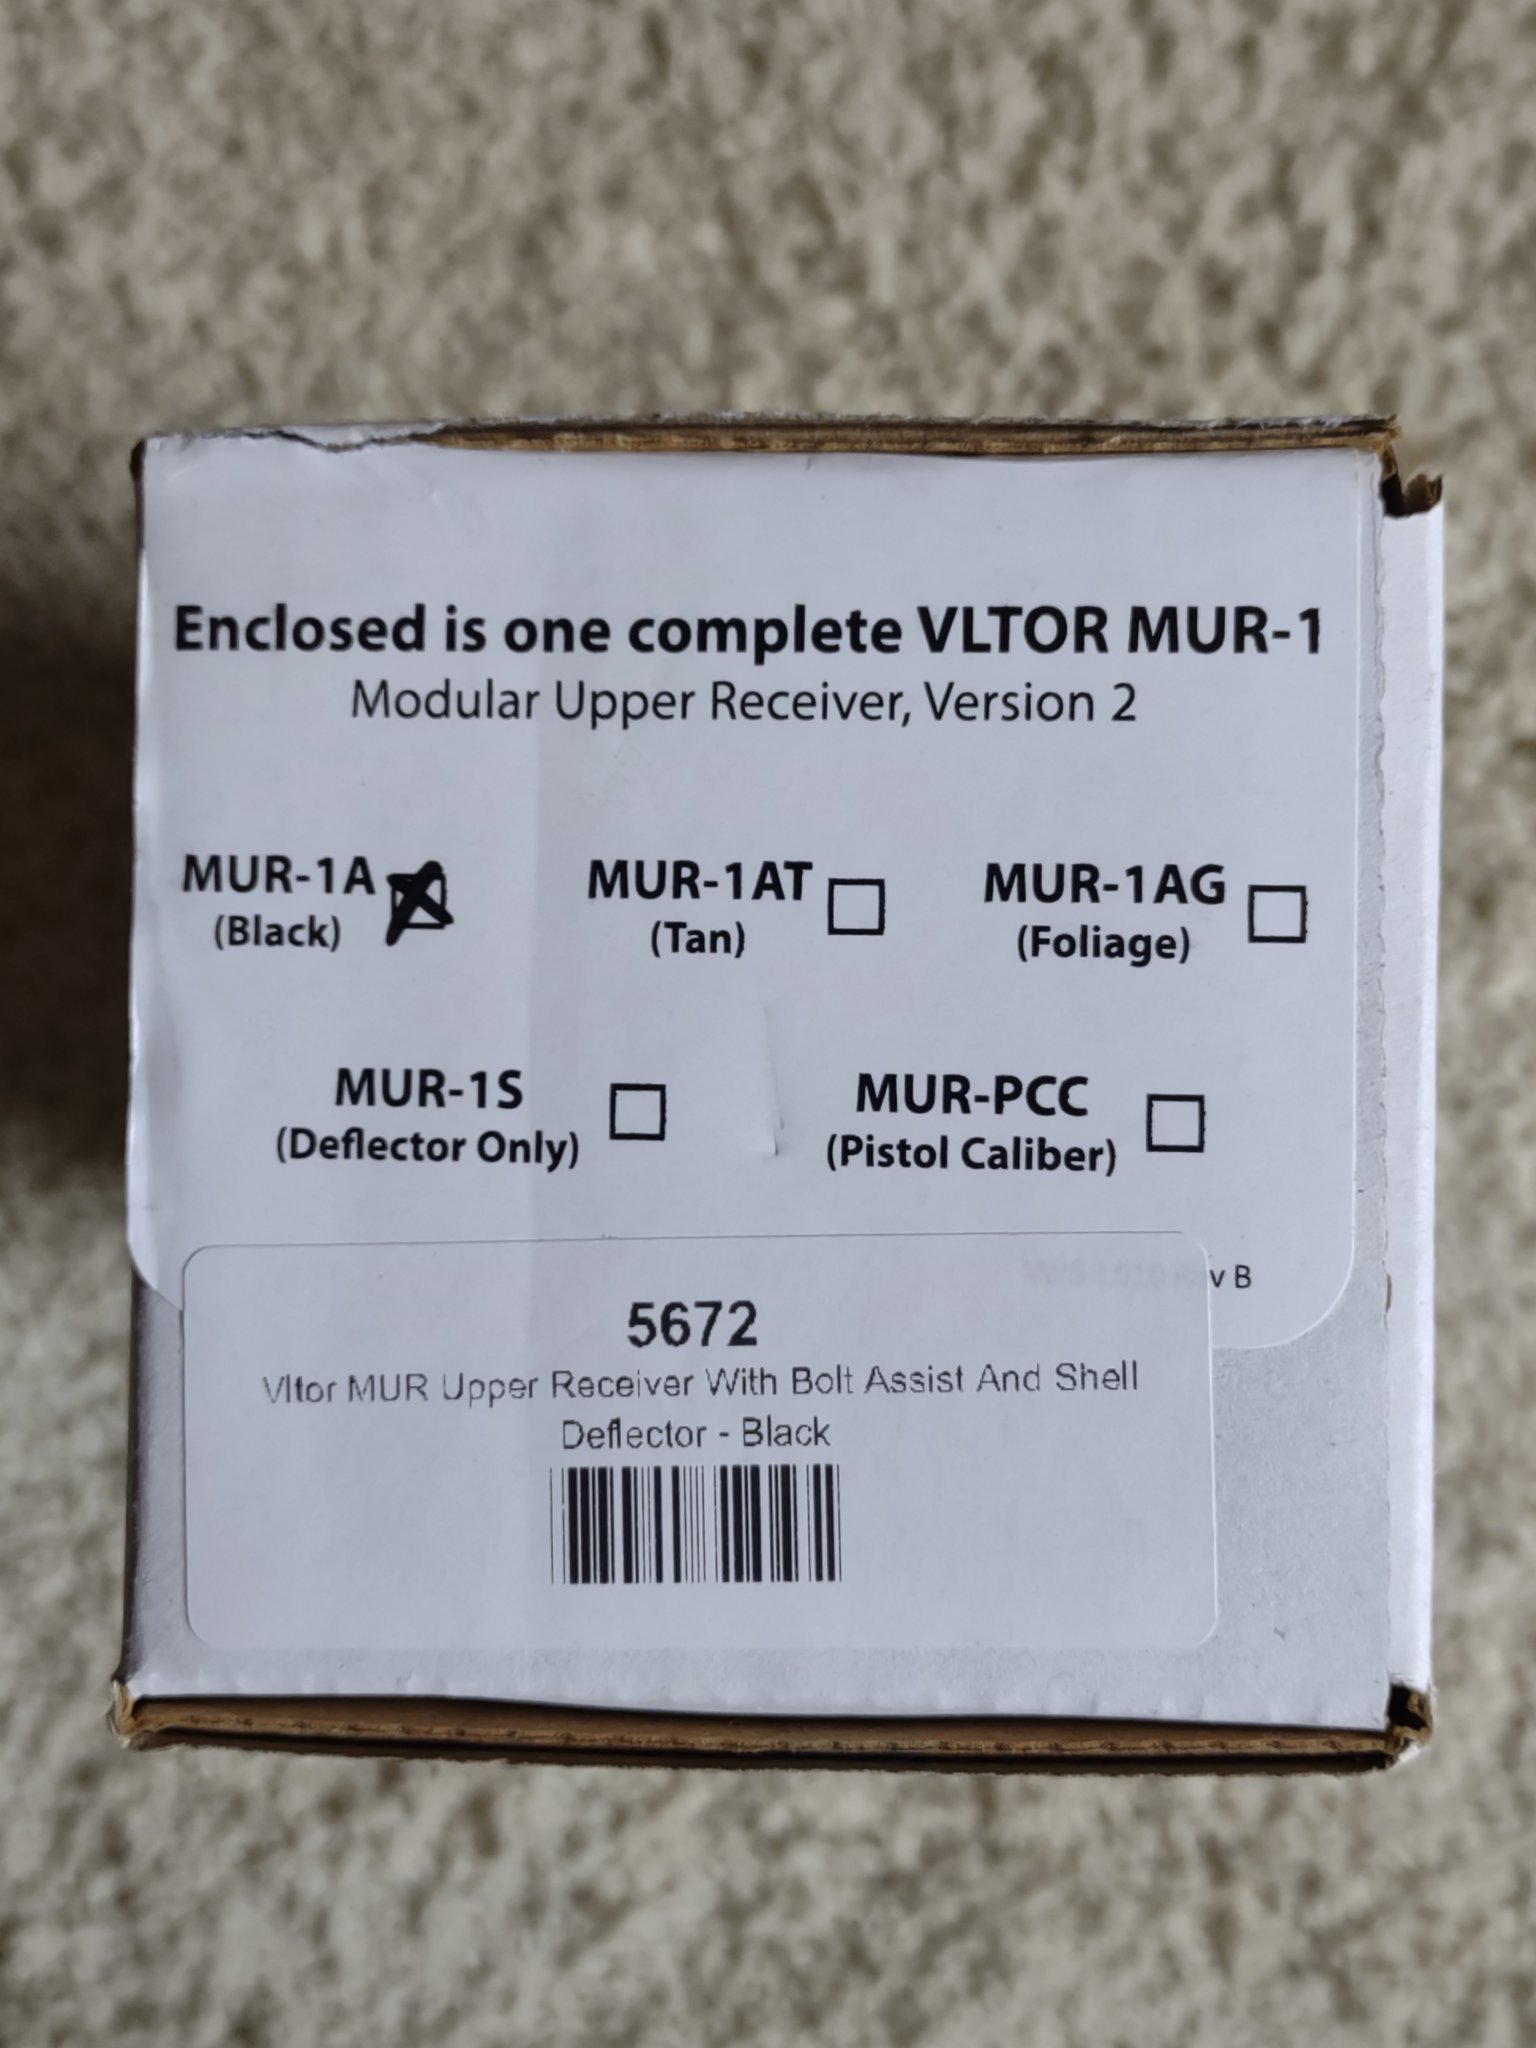 Enclosed is one complete VLTOR MUR-1
Modular Upper Receiver, Version 2
MUR-1A
(Black)
MUR-1AT
(Tan)
MUR-1AG
(Foliage)
MUR-1S
(Deflector Only)
MUR-PCC
(Pistol Caliber)
v B
5672
Vltor MUR Upper Receiver With Bolt Assist And Shell
Deflector - Black